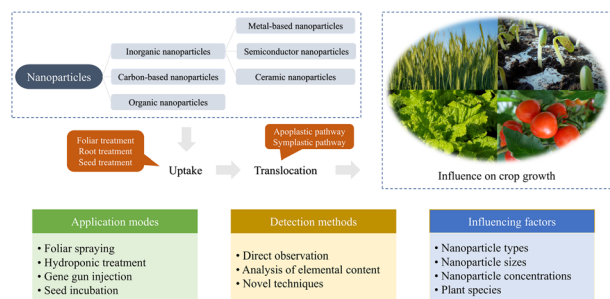 Nanoparticles
Inorganic nanoparticles
Carbon-based nanoparticles
Organic nanoparticles
Metal-based nanoparticles
Semiconductor nanoparticles
Ceramic nanoparticles
Foliar treatment
Root treatment
Seed treatment
Uptake
Apoplastic pathway
Symplastic pathway
Translocation
Influence on crop growth
Application modes
• Foliar spraying
• Hydroponic treatment
• Gene gun injection
• Seed incubation
Detection methods
• Direct observation
• Analysis of elemental content
• Novel techniques
Influencing factors
• Nanoparticle types
• Nanoparticle sizes
• Nanoparticle concentrations
• Plant species